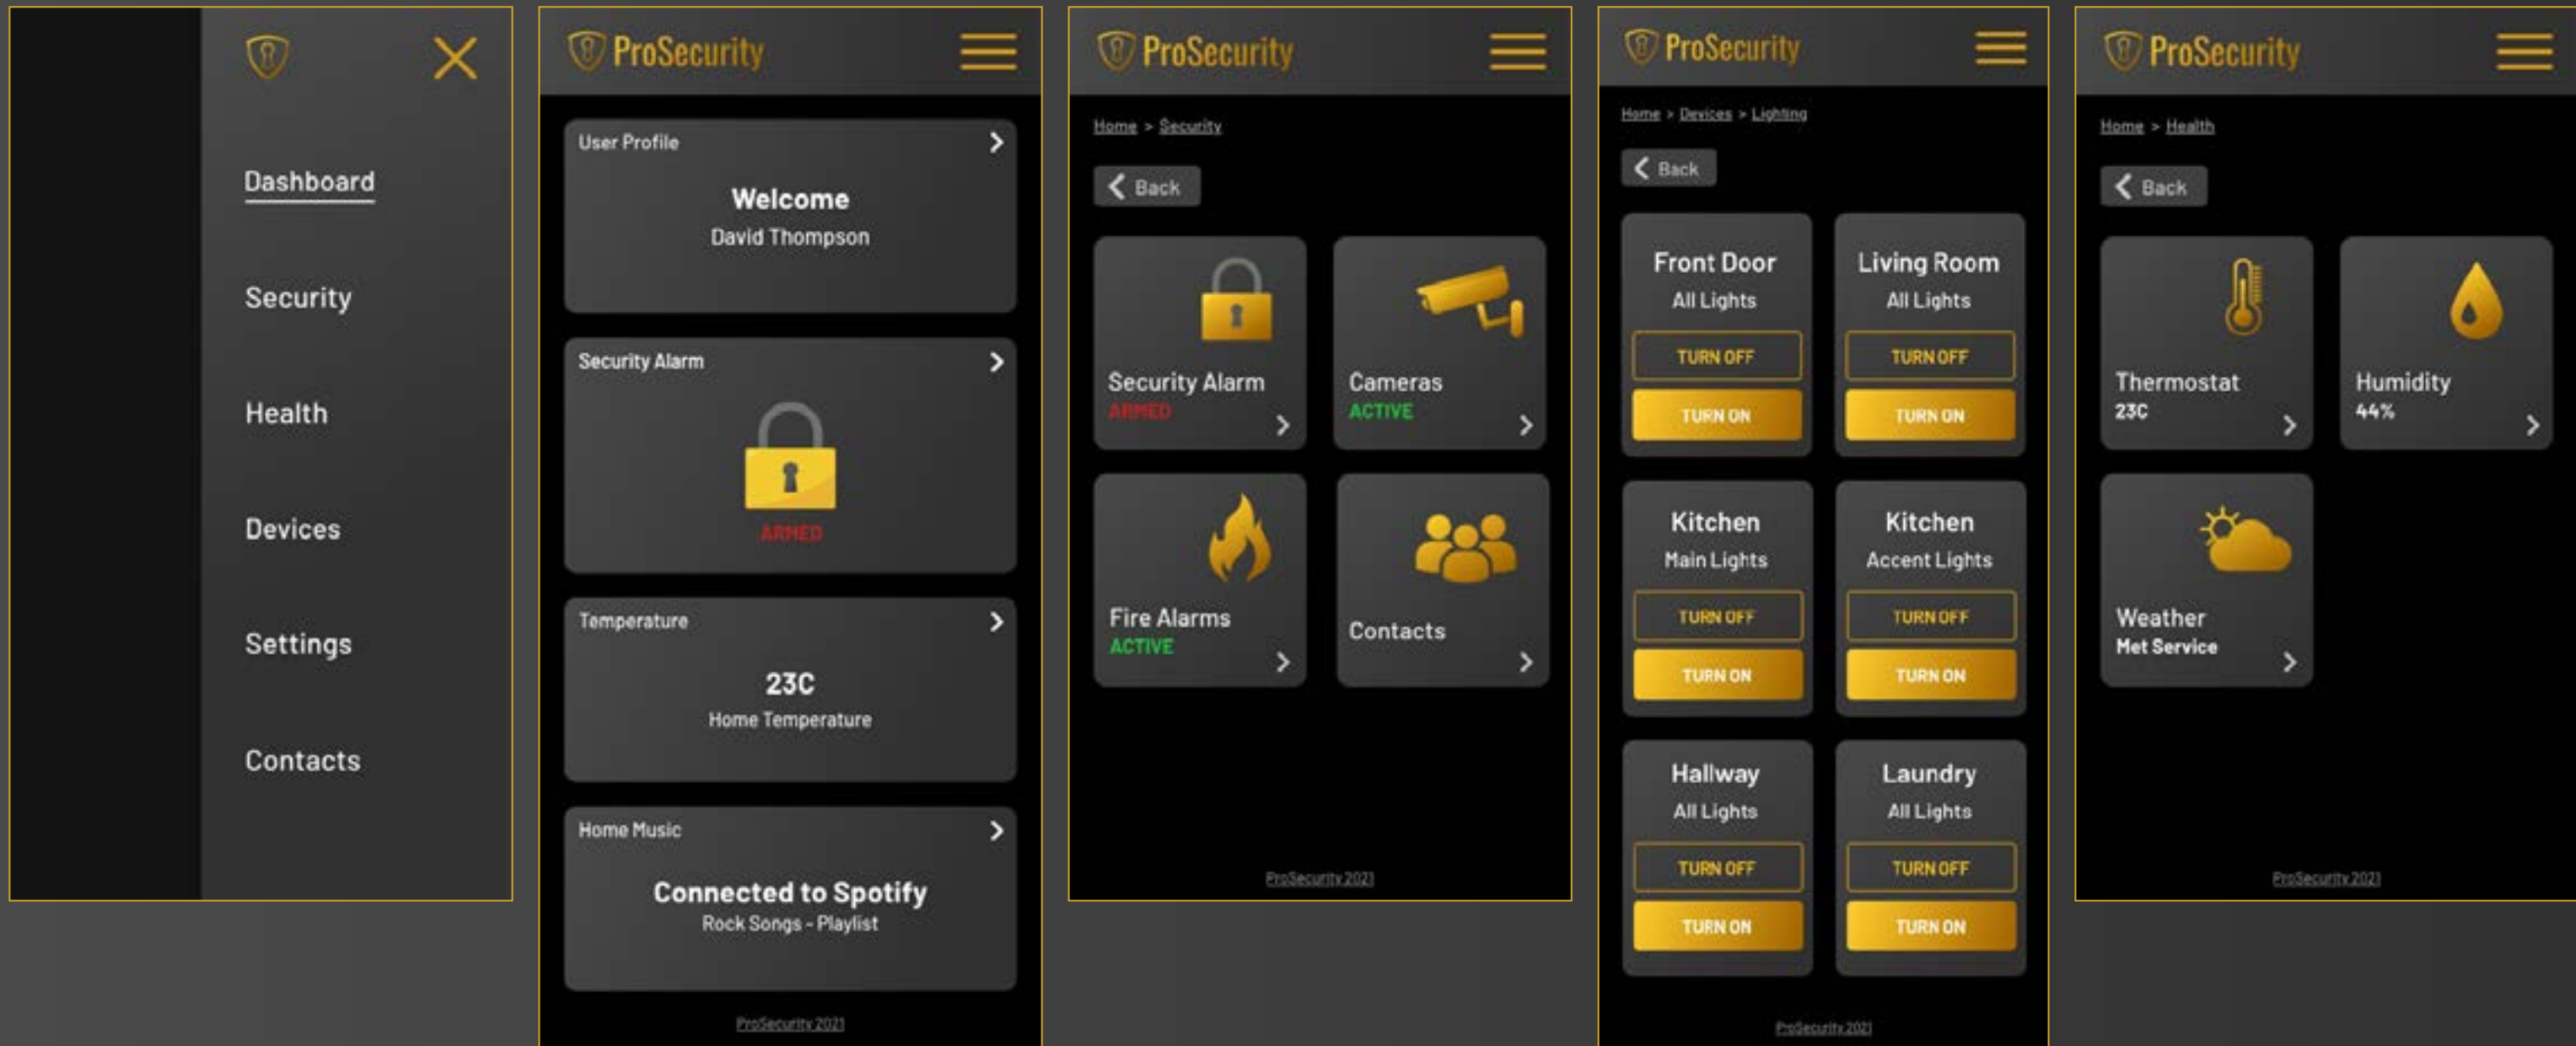 Dashboard
Security
Health
Devices
Settings
Contacts
ProSecurity
User Profile
Welcome
David Thompson
Security Alarm
ARMED
Temperature
23C
Home Temperature
Home Music
Connected to Spotify
Rock Songs - Playlist
ProSecurity 2021
ProSecurity
Home > Security
Back
Security Alarm
ARMED
Cameras
ACTIVE
Fire Alarms
ACTIVE
Contacts
ProSecurity 2021
ProSecurity
Home > Devices > Lighting
Back
Front Door
All Lights
TURN OFF
TURN ON
Living Room
All Lights
TURN OFF
TURN ON
Kitchen
Main Lights
TURN OFF
TURN ON
Kitchen
Accent Lights
TURN OFF
TURN ON
Hallway
All Lights
TURN OFF
TURN ON
Laundry
All Lights
TURN OFF
TURN ON
ProSecurity 2021
ProSecurity
Home > Health
Back
Thermostat
23C
Humidity
44%
Weather
Met Service
ProSecurity 2021